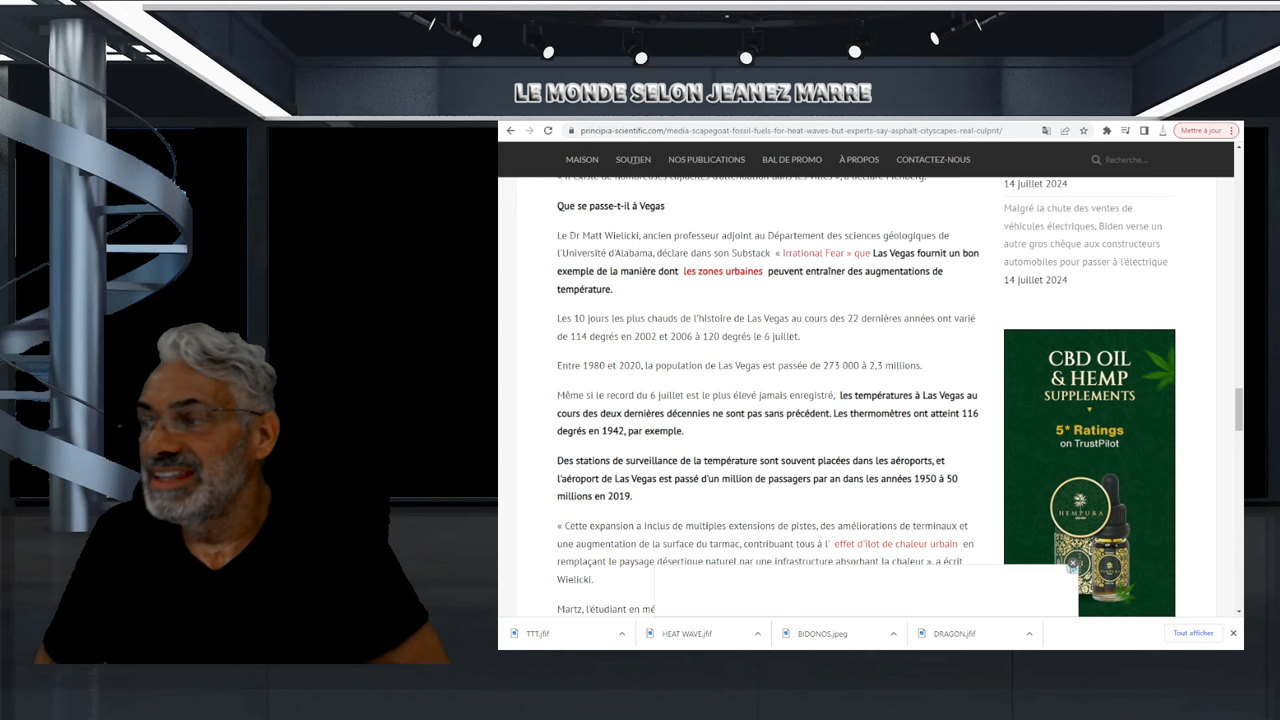 LE MONDE SELON JEANEZ MARRE
principia-scientific.com/media-scapegoat-fossil-fuels-for-heat-waves-but-experts-say-asphalt-cityscapes-real-culprit/
Mettre à jour
MAISON SOUTIEN NOS PUBLICATIONS BAL DE PROMO À PROPOS CONTACTEZ-NOUS Recherche...
« Il existe de nombreuses capacités d'atténuation dans les villes », a déclaré
Que se passe-t-il à Vegas
Le Dr Matt Wielicki, ancien professeur adjoint au Département des sciences géologiques de
l'Université d'Alabama, déclare dans son Substack « Irrational Fear » que Las Vegas fournit un bon
exemple de la manière dont les zones urbaines peuvent entraîner des augmentations de
température.
Les 10 jours les plus chauds de l'histoire de Las Vegas au cours des 22 dernières années ont varié
de 114 degrés en 2002 et 2006 à 120 degrés le 6 juillet.
Entre 1980 et 2020, la population de Las Vegas est passée de 273 000 à 2,3 millions.
Même si le record du 6 juillet est le plus élevé jamais enregistré, les températures à Las Vegas au
cours des deux dernières décennies ne sont pas sans précédent. Les thermomètres ont atteint 116
degrés en 1942, par exemple.
Des stations de surveillance de la température sont souvent placées dans les aéroports, et
l'aéroport de Las Vegas est passé d'un million de passagers par an dans les années 1950 à 50
millions en 2019.
« Cette expansion a inclus de multiples extensions de pistes, des améliorations de terminaux et
une augmentation de la surface du tarmac, contribuant tous à l' effet d'îlot de chaleur urbain en
remplaçant le paysage désertique naturel par une infrastructure absorbant la chaleur », a écrit
Wielicki.
Martz, l'étudiant en mé
14 juillet 2024
Malgré la chute des ventes de
véhicules électriques, Biden verse un
autre gros chèque aux constructeurs
automobiles pour passer à l'électrique
14 juillet 2024
CBD OIL
& HEMP
SUPPLEMENTS
5* Ratings
on TrustPilot
HEMPURA
TTT.jfif HEAT WAVE.jfif BIDONOS.jpeg DRAGON.jfif Tout afficher